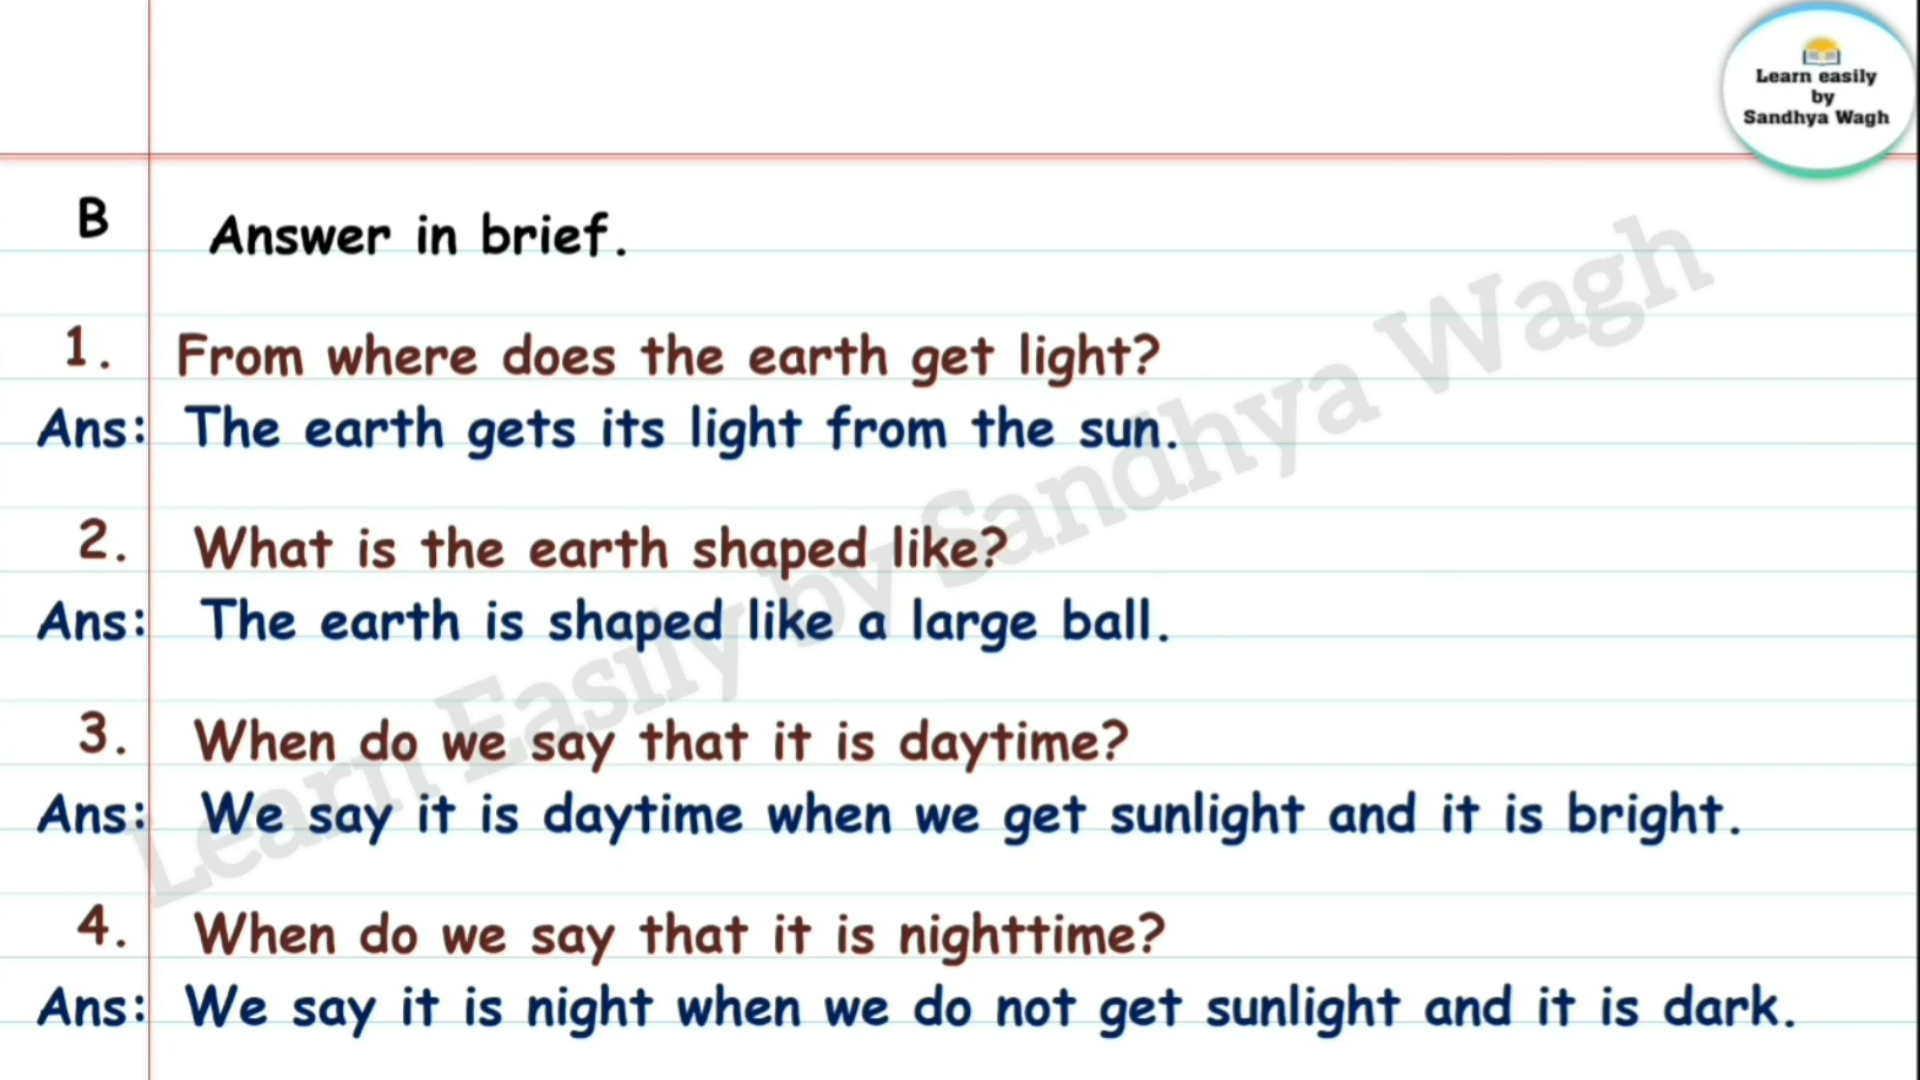 Learn easily
by
Sandhya Wagh
B Answer in brief.
1. From where does the earth get light?
Ans: The earth gets its light from the sun.
2. What is the earth shaped like?
Ans: The earth is shaped like a large ball.
3. When do we say that it is daytime?
Ans: We say it is daytime when we get sunlight and it is bright.
4. When do we say that it is nighttime?
Ans: We say it is night when we do not get sunlight and it is dark.
Learn Easily by Sandhya Wagh